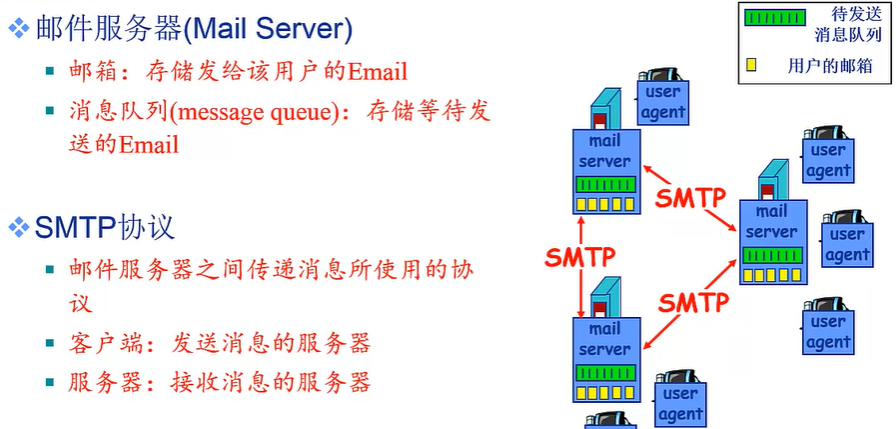 邮件服务器(Mail Server)
邮箱：存储发给该用户的Email
消息队列(message queue)：存储等待发
送的Email
SMTP协议
邮件服务器之间传递消息所使用的协
议
客户端：发送消息的服务器
服务器：接收消息的服务器
待发送
消息队列
用户的邮箱
user
agent
mail
server
user
agent
SMTP
mail
server
user
agent
SMTP
SMTP
user
agent
mail
server
user
agent